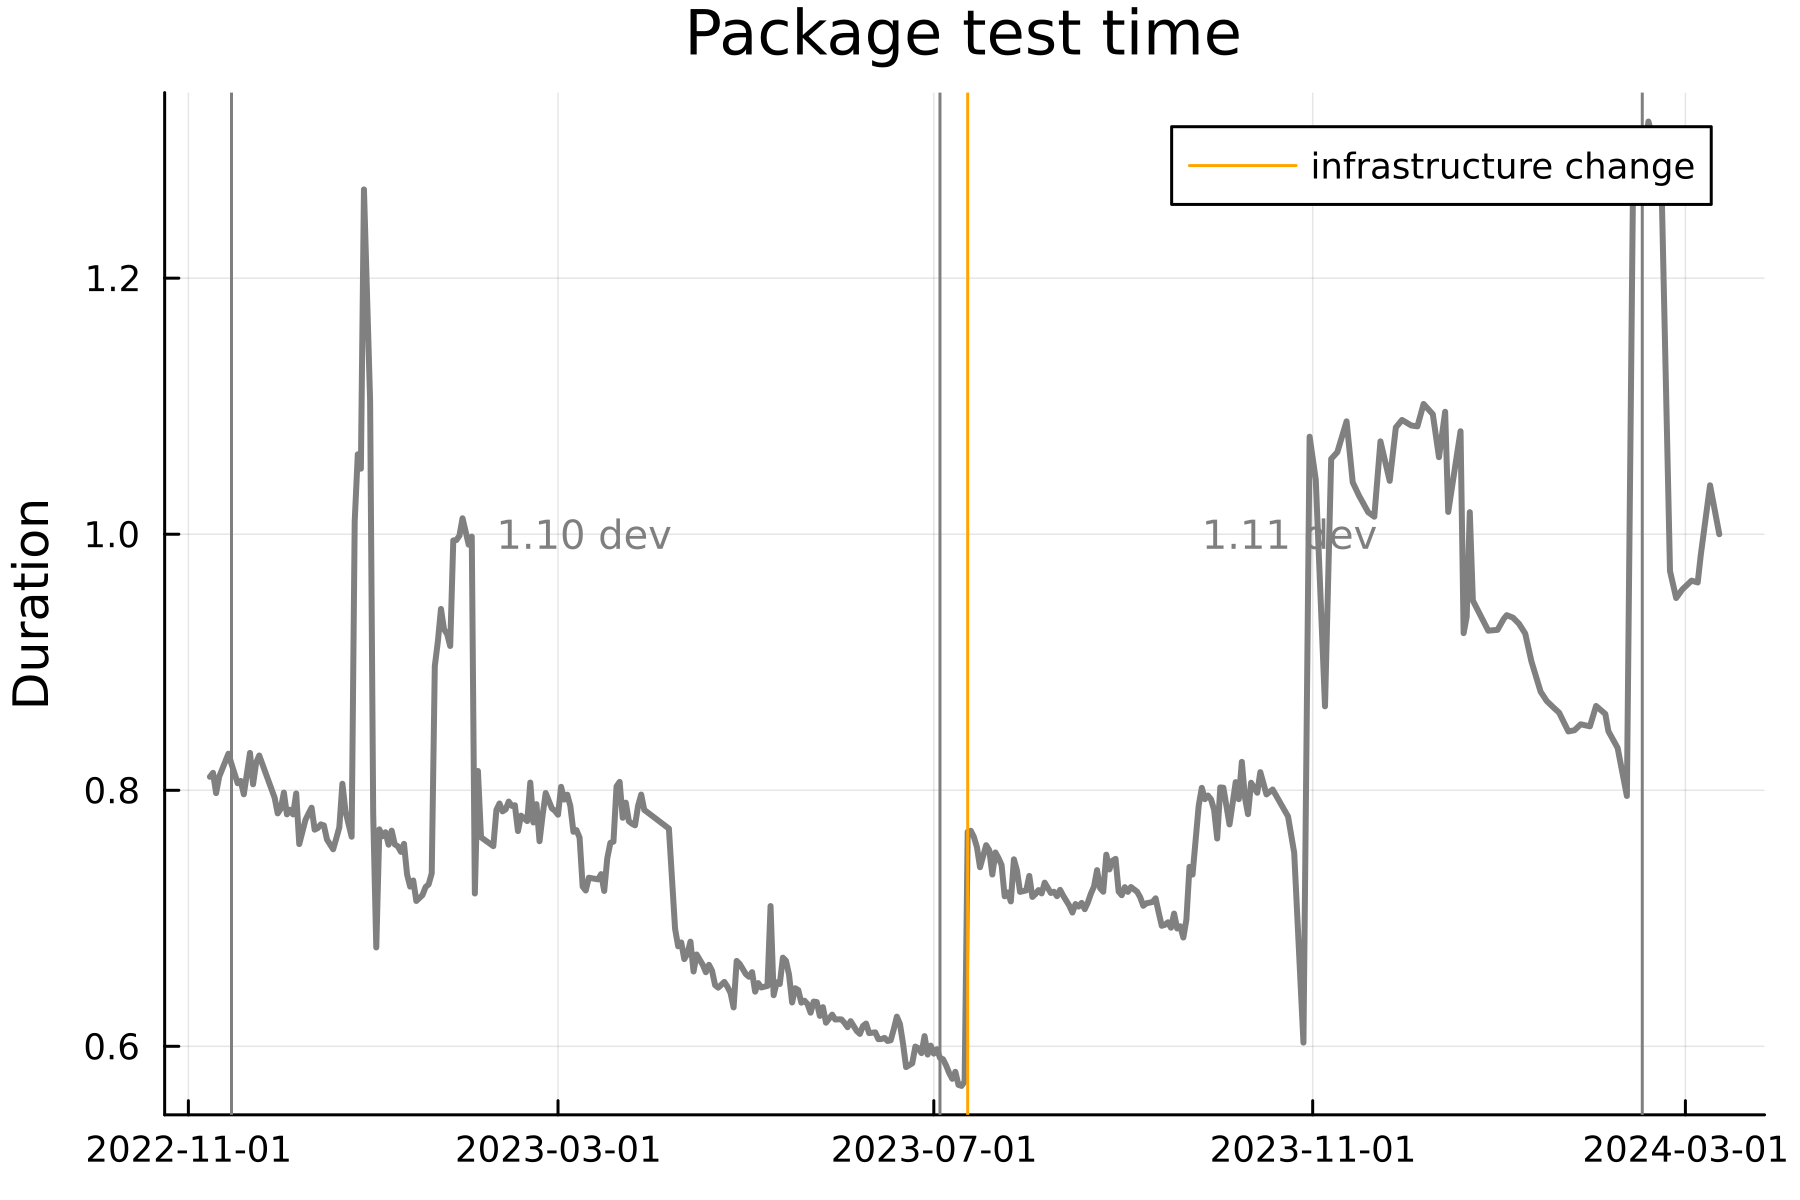 Package test time
infrastructure change
Duration
1.2
1.0
0.8
0.6
1.10 dev
1.11 dev
2022-11-01
2023-03-01
2023-07-01
2023-11-01
2024-03-01